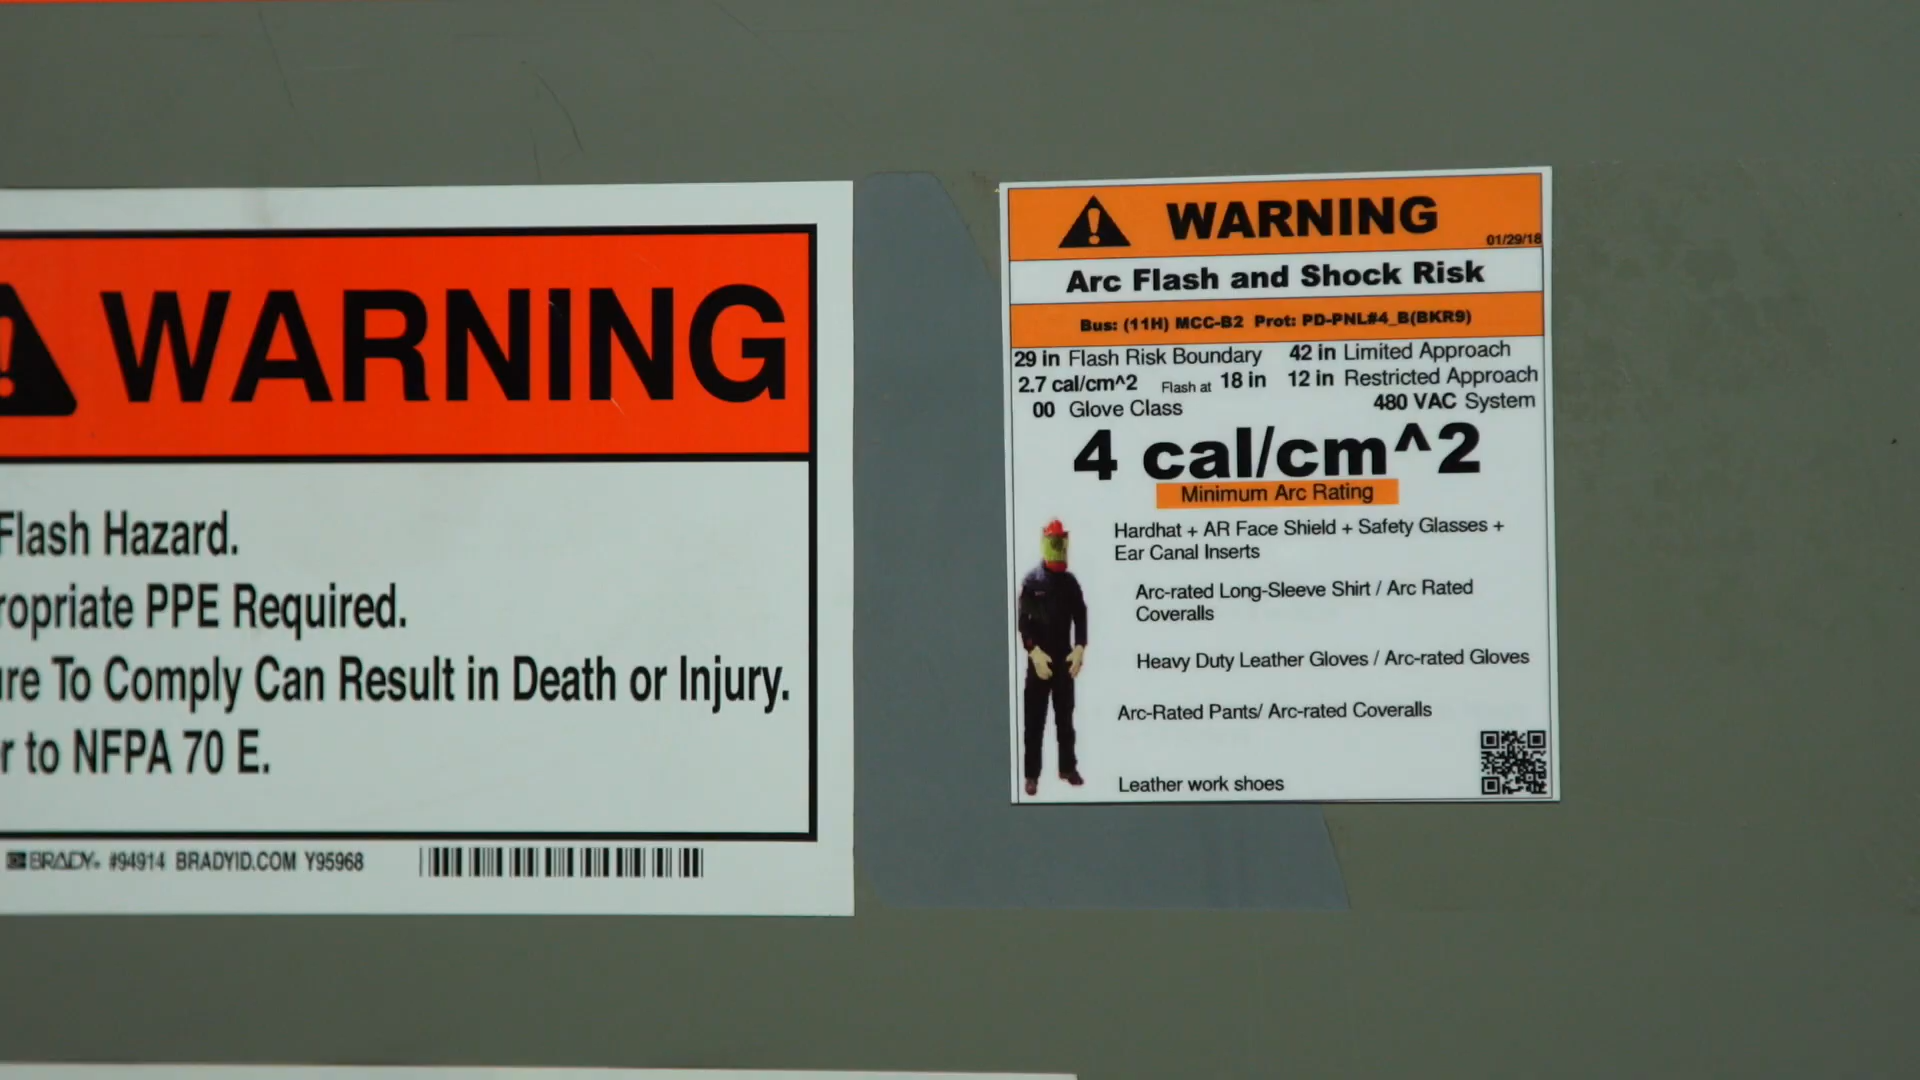 WARNING
Flash Hazard.
ropriate PPE Required.
ure To Comply Can Result in Death or Injury.
r to NFPA 70 E.
BRADY. #94914 BRADYID.COM Y95968
WARNING
01/29/18
Arc Flash and Shock Risk
Bus: (11H) MCC-B2 Prot: PD-PNL#4_B(BKR9)
29 in Flash Risk Boundary 42 in Limited Approach
2.7 cal/cm^2 Flash at 18 in 12 in Restricted Approach
00 Glove Class 480 VAC System
4 cal/cm^2
Minimum Arc Rating
Hardhat + AR Face Shield + Safety Glasses +
Ear Canal Inserts
Arc-rated Long-Sleeve Shirt / Arc Rated
Coveralls
Heavy Duty Leather Gloves / Arc-rated Gloves
Arc-Rated Pants/ Arc-rated Coveralls
Leather work shoes